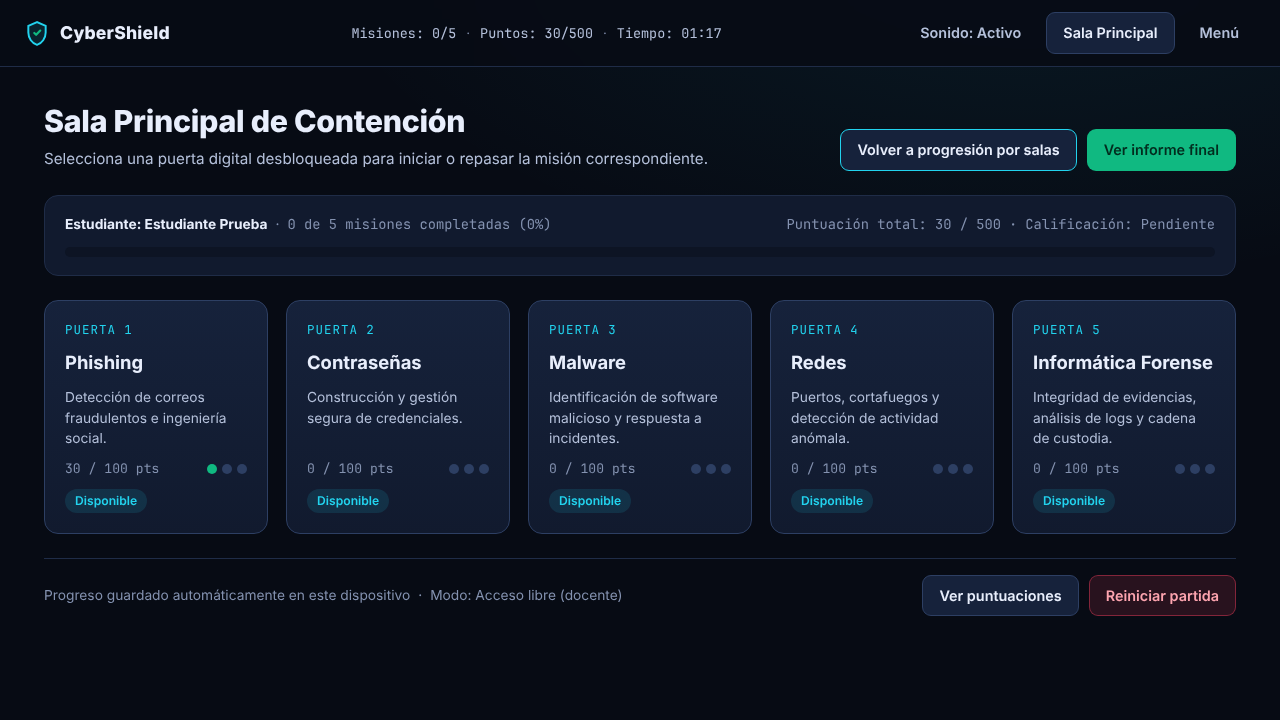 CyberShield
Misiones: 0/5 · Puntos: 30/500 · Tiempo: 01:17
Sonido: Activo
Sala Principal
Menú
Sala Principal de Contención
Selecciona una puerta digital desbloqueada para iniciar o repasar la misión correspondiente.
Volver a progresión por salas
Ver informe final
Estudiante: Estudiante Prueba · 0 de 5 misiones completadas (0%)
Puntuación total: 30 / 500 · Calificación: Pendiente
PUERTA 1
Phishing
Detección de correos
fraudulentos e ingeniería
social.
30 / 100 pts
Disponible
PUERTA 2
Contraseñas
Construcción y gestión
segura de credenciales.
0 / 100 pts
Disponible
PUERTA 3
Malware
Identificación de software
malicioso y respuesta a
incidentes.
0 / 100 pts
Disponible
PUERTA 4
Redes
Puertos, cortafuegos y
detección de actividad
anómala.
0 / 100 pts
Disponible
PUERTA 5
Informática Forense
Integridad de evidencias,
análisis de logs y cadena
de custodia.
0 / 100 pts
Disponible
Progreso guardado automáticamente en este dispositivo · Modo: Acceso libre (docente)
Ver puntuaciones
Reiniciar partida